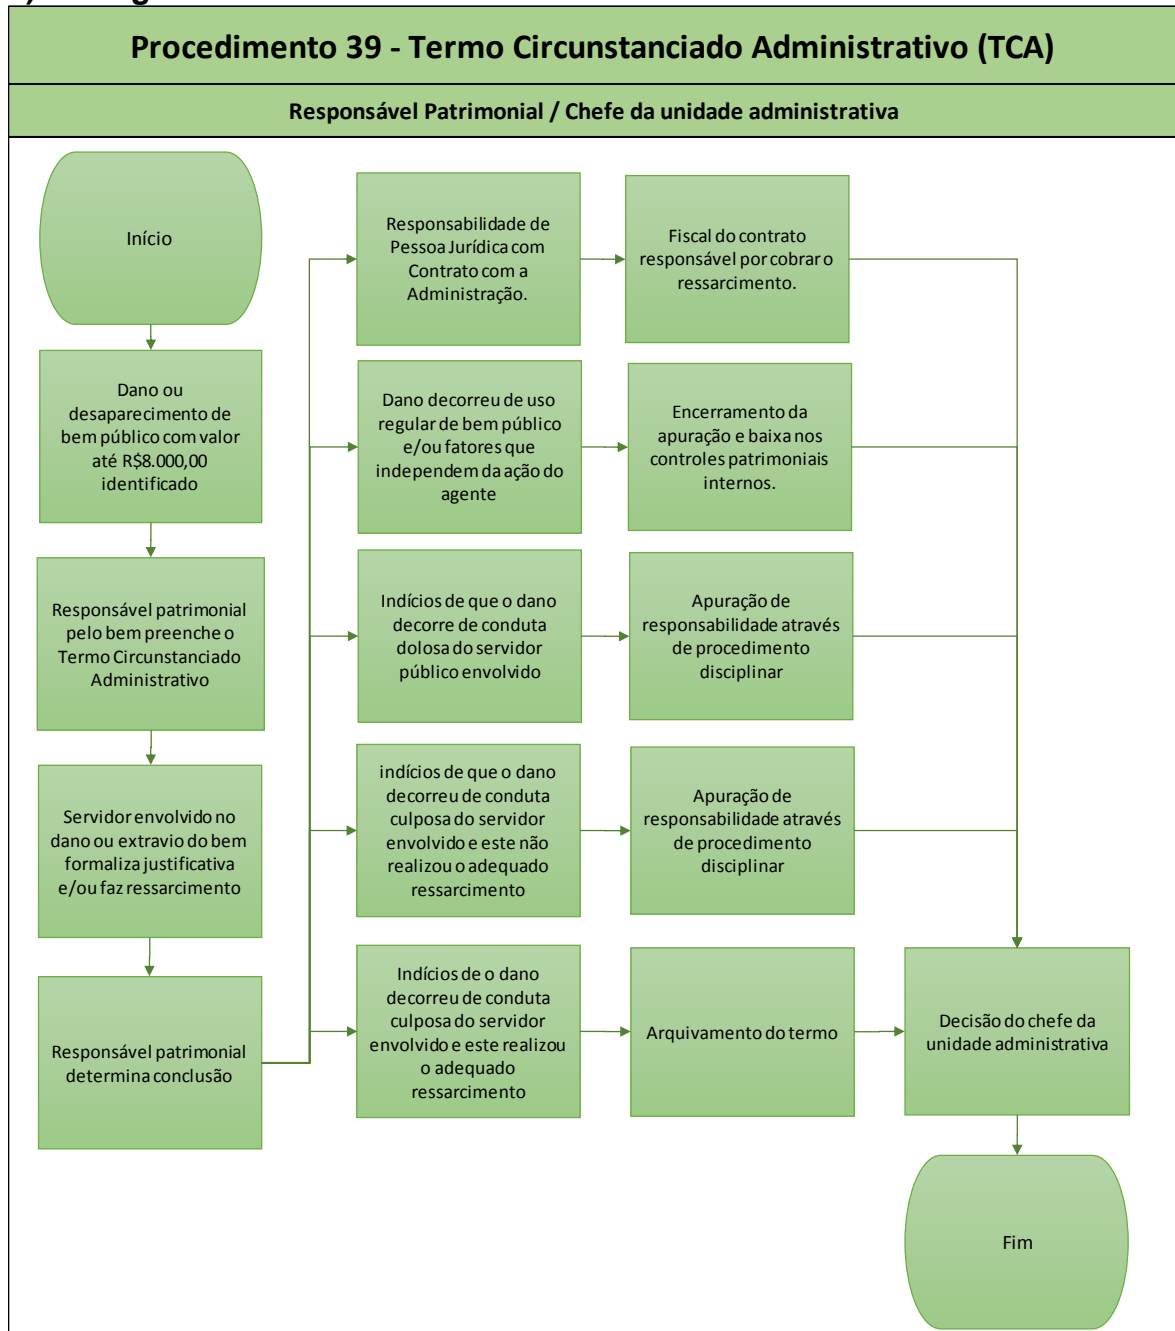 Procedimento 39 - Termo Circunstanciado Administrativo (TCA)
Responsável Patrimonial / Chefe da unidade administrativa
Início
Dano ou
desaparecimento de
bem público com valor
até R$8.000,00
identificado
Responsável patrimonial
pelo bem preenche o
Termo Circunstanciado
Administrativo
Servidor envolvido no
dano ou extravio do bem
formaliza justificativa
e/ou faz ressarcimento
Responsável patrimonial
determina conclusão
Responsabilidade de
Pessoa Jurídica com
Contrato com a
Administração.
Fiscal do contrato
responsável por cobrar o
ressarcimento.
Dano decorreu de uso
regular de bem público
e/ou fatores que
independem da ação do
agente
Encerramento da
apuração e baixa nos
controles patrimoniais
internos.
Indícios de que o dano
decorre de conduta
dolosa do servidor
público envolvido
Apuração de
responsabilidade através
de procedimento
disciplinar
indícios de que o dano
decorreu de conduta
culposa do servidor
envolvido e este não
realizou o adequado
ressarcimento
Apuração de
responsabilidade através
de procedimento
disciplinar
Indícios de o dano
decorreu de conduta
culposa do servidor
envolvido e este realizou
o adequado
ressarcimento
Arquivamento do termo
Decisão do chefe da
unidade administrativa
Fim